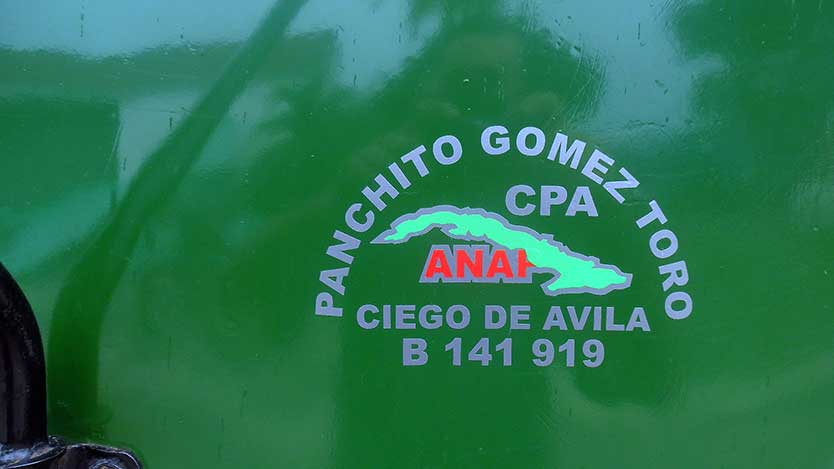 PANCHITO GOMEZ TORO
CPA
ANAP
CIEGO DE AVILA
B 141 919